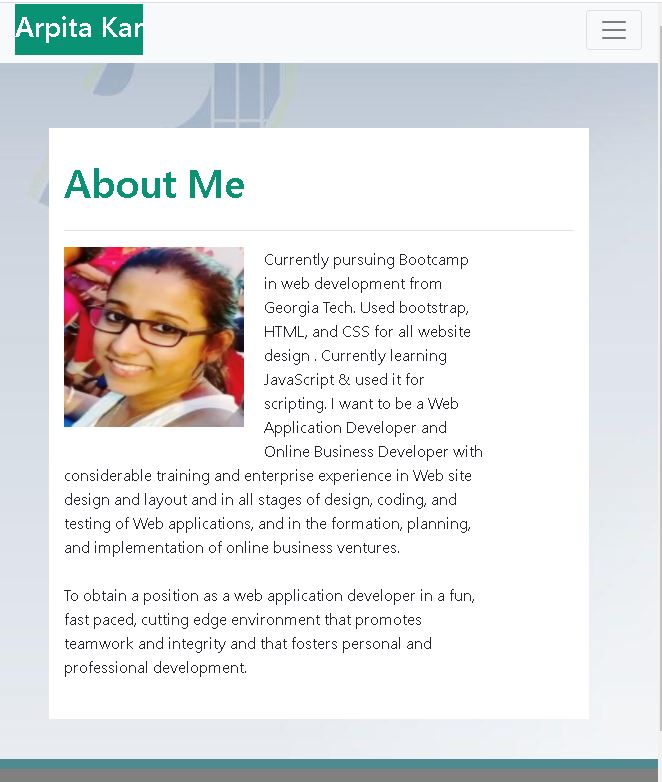 Arpita Kar
About Me
Currently pursuing Bootcamp
in web development from
Georgia Tech. Used bootstrap,
HTML, and CSS for all website
design . Currently learning
JavaScript & used it for
scripting. I want to be a Web
Application Developer and
Online Business Developer with
considerable training and enterprise experience in Web site
design and layout and in all stages of design, coding, and
testing of Web applications, and in the formation, planning,
and implementation of online business ventures.
To obtain a position as a web application developer in a fun,
fast paced, cutting edge environment that promotes
teamwork and integrity and that fosters personal and
professional development.